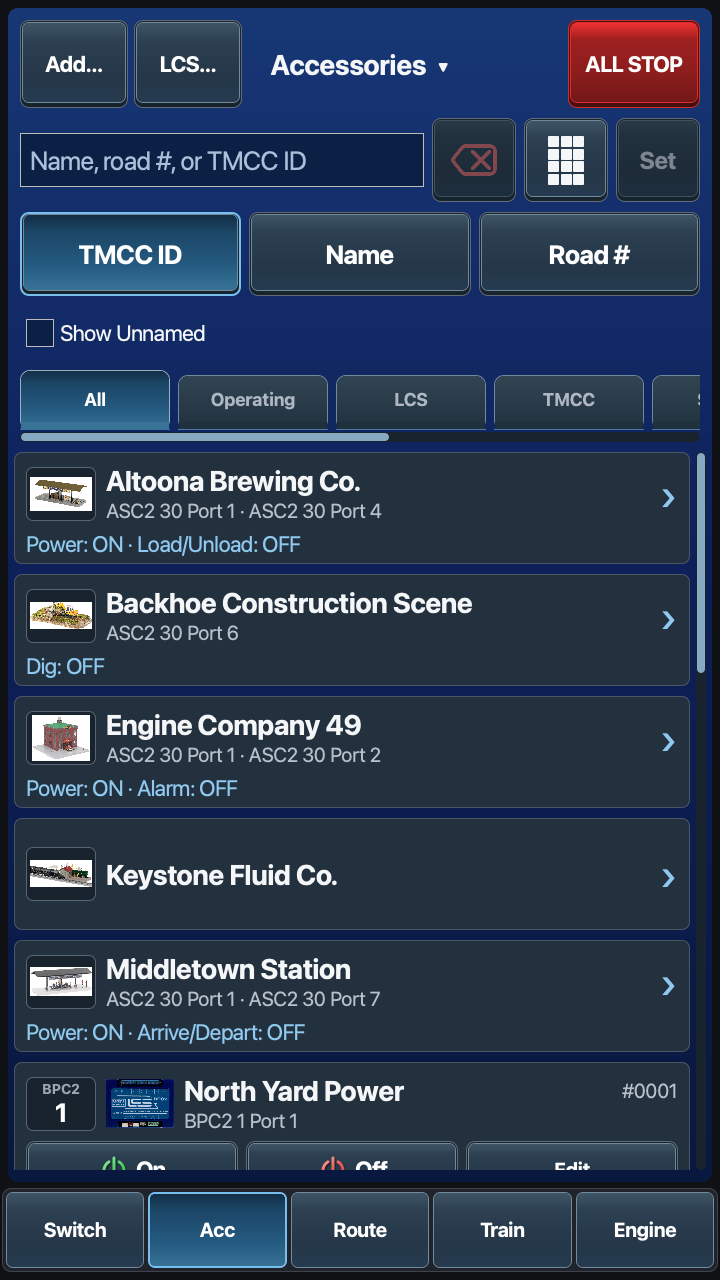 Add...
LCS...
Accessories ▼
ALL STOP
Name, road #, or TMCC ID
Set
TMCC ID
Name
Road #
Show Unnamed
All
Operating
LCS
TMCC
Altoona Brewing Co.
ASC2 30 Port 1 · ASC2 30 Port 4
Power: ON · Load/Unload: OFF
Backhoe Construction Scene
ASC2 30 Port 6
Dig: OFF
Engine Company 49
ASC2 30 Port 1 · ASC2 30 Port 2
Power: ON · Alarm: OFF
Keystone Fluid Co.
Middletown Station
ASC2 30 Port 1 · ASC2 30 Port 7
Power: ON · Arrive/Depart: OFF
BPC2
1
North Yard Power
#0001
BPC2 1 Port 1
On
Off
Edit
Switch
Acc
Route
Train
Engine